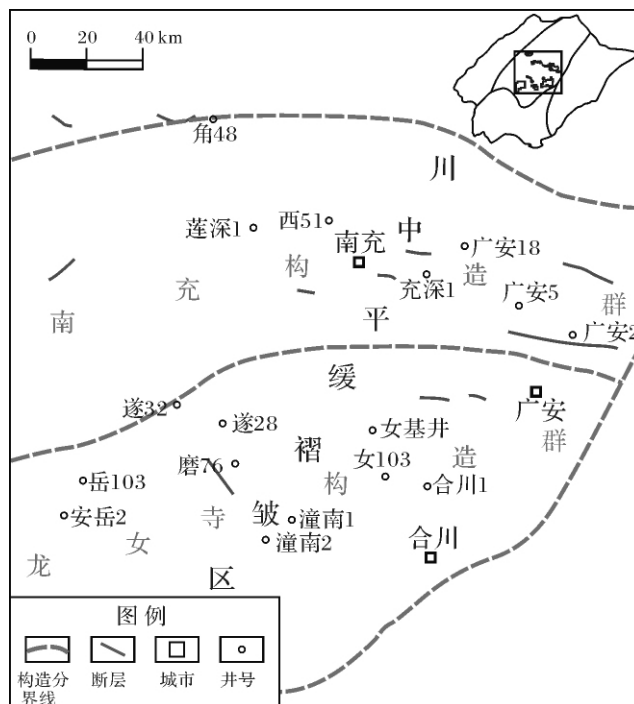 0 20 40 km
角48
川
莲深1
西51
南充
中
广安18
构
造
充深1
充
广安5
群
南
平
广安2
缓
遂32
遂28
广安
女基井
群
褶
磨76
女103
造
岳103
构
合川1
安岳2
寺
皱
潼南1
女
潼南2
合川
龙
区
图例
构造分界线
断层
城市
井号